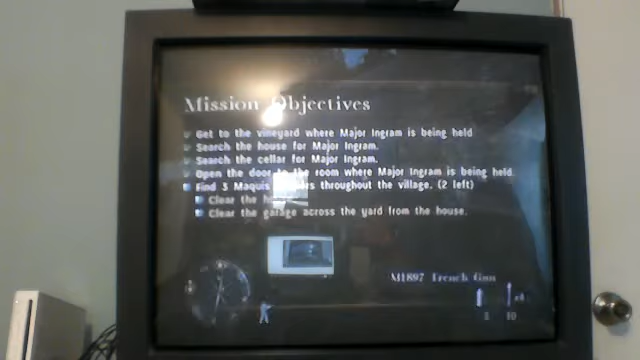 Mission Objectives
Get to the vineyard where Major Ingram is being held
Search the house for Major Ingram.
Search the cellar for Major Ingram.
Open the door to the room where Major Ingram is being held.
Find 3 Maquis throughout the village. (2 left)
Clear the
Clear the garage across the yard from the house.
M1897 Trench Gun
10